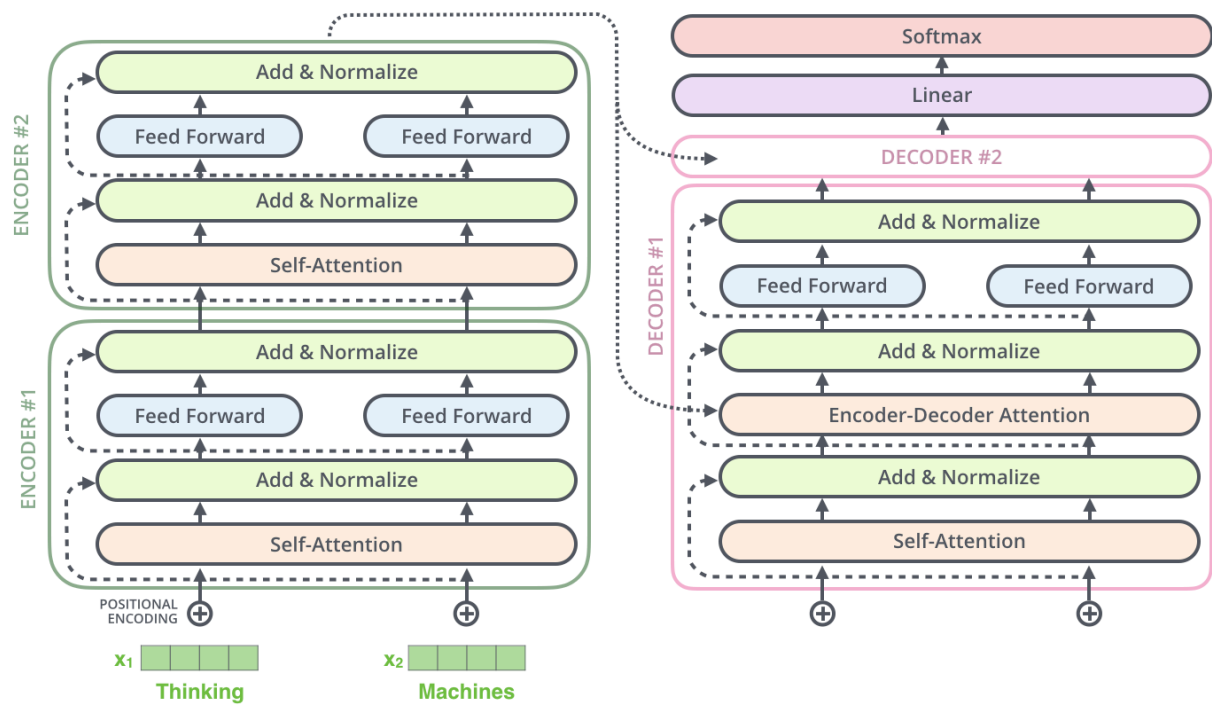 ENCODER #2
Add & Normalize
Feed Forward
Feed Forward
Add & Normalize
Self-Attention
ENCODER #1
Add & Normalize
Feed Forward
Feed Forward
Add & Normalize
Self-Attention
POSITIONAL
ENCODING
x1
x2
Thinking
Machines
Softmax
Linear
DECODER #2
DECODER #1
Add & Normalize
Feed Forward
Feed Forward
Add & Normalize
Encoder-Decoder Attention
Add & Normalize
Self-Attention